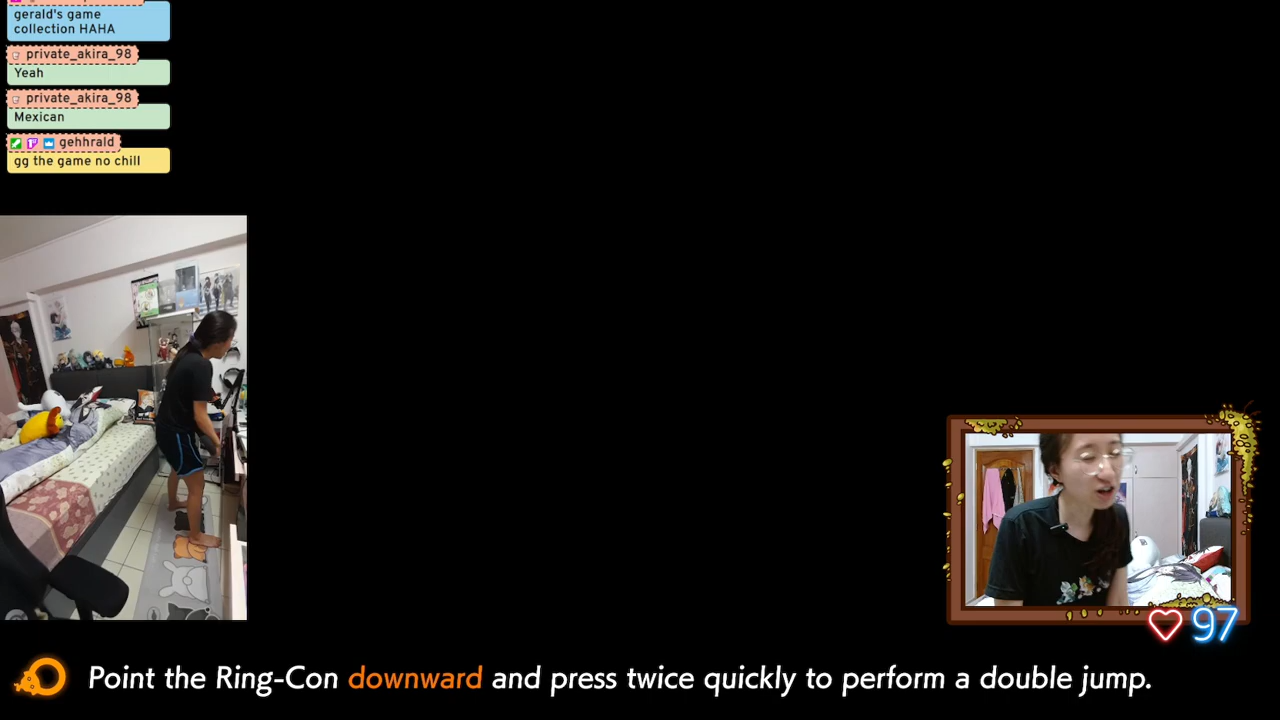 gerald's game
collection HAHA
private_akira_98
Yeah
private_akira_98
Mexican
gehhrald
gg the game no chill
97
Point the Ring-Con downward and press twice quickly to perform a double jump.